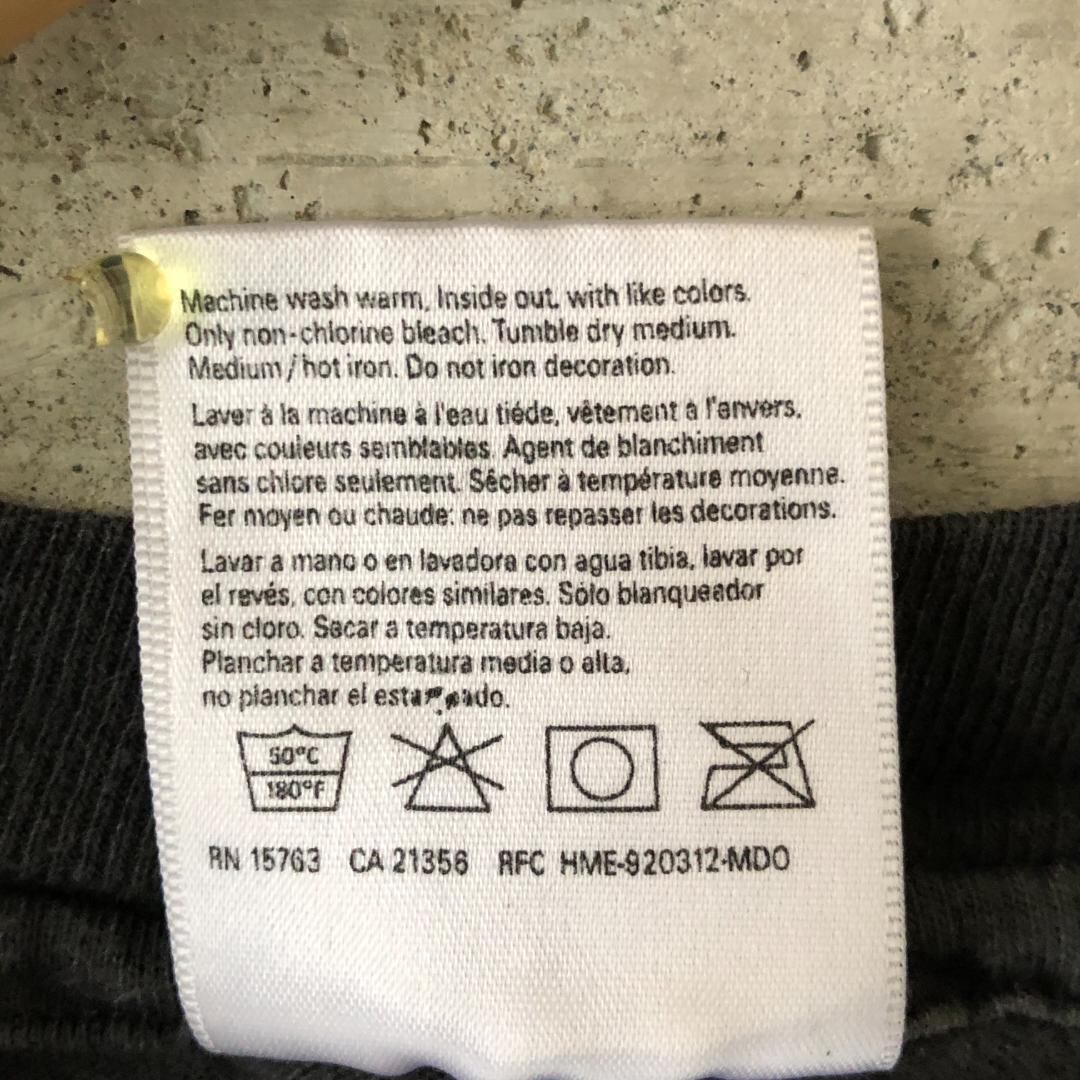 Machine wash warm, Inside out, with like colors.
Only non-chlorine bleach. Tumble dry medium.
Medium / hot iron. Do not iron decoration.
Laver à la machine à l'eau tiéde, vêtement a l'anvers,
avec couleurs semblables. Agent de blanchiment
sans chlore seulement. Sécher à température moyenne.
Fer moyen ou chaude: ne pas repasser les decorations.
Lavar a mano o en lavadora con agua tibia, lavar por
el revés, con colores similares. Sólo blanqueador
sin cloro. Secar a temperatura baja.
Planchar a temperatura media o alta,
no planchar el
50°C
180°F
RN 15763 CA 21356 RFC HME-920312-MDO